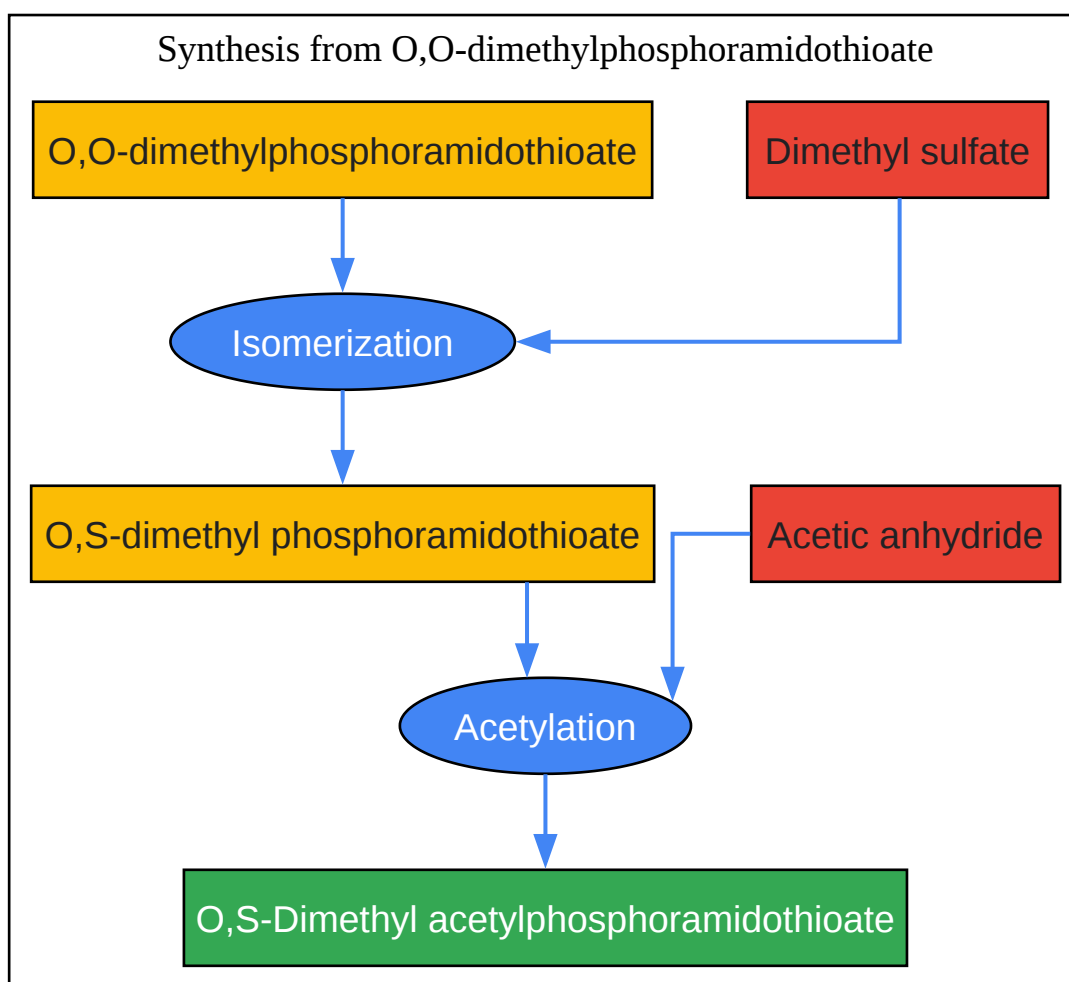 Synthesis from O,O-dimethylphosphoramidothioate
O,O-dimethylphosphoramidothioate
Dimethyl sulfate
Isomerization
O,S-dimethyl phosphoramidothioate
Acetic anhydride
Acetylation
O,S-Dimethyl acetylphosphoramidothioate